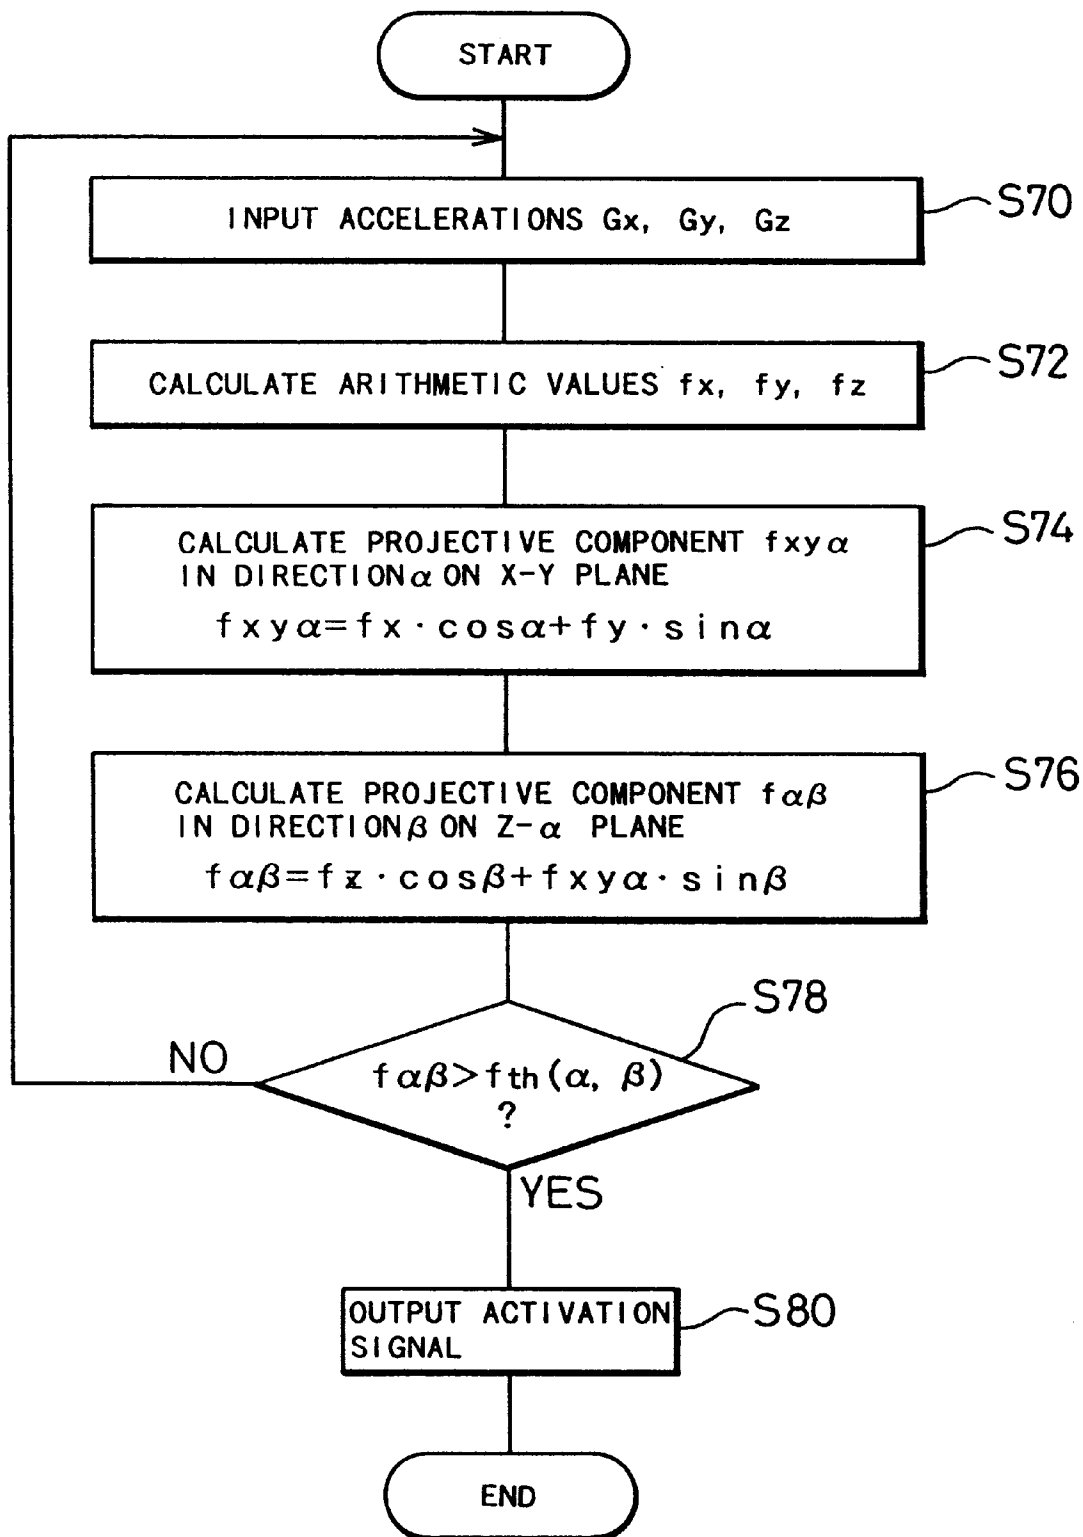 START
INPUT ACCELERATIONS Gx, Gy, Gz
S70
CALCULATE ARITHMETIC VALUES fx, fy, fz
S72
CALCULATE PROJECTIVE COMPONENT fxyα
IN DIRECTION α ON X-Y PLANE
fxyα=fx·cosα+fy·sinα
S74
CALCULATE PROJECTIVE COMPONENT fαβ
IN DIRECTION β ON Z-α PLANE
fαβ=fz·cosβ+fxyα·sinβ
S76
S78
NO
fαβ>fth(α, β)
?
YES
OUTPUT ACTIVATION
SIGNAL
S80
END